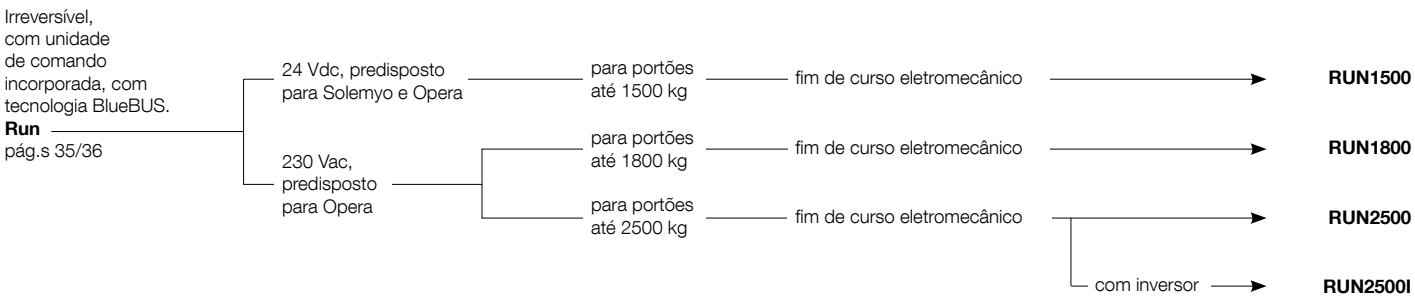 Irreversível,
com unidade
de comando
incorporada, com
tecnologia BlueBUS.
Run
pág.s 35/36
24 Vdc, predisposto
para Solemyo e Opera
para portões
até 1500 kg
fim de curso eletromecânico
RUN1500
230 Vac,
predisposto
para Opera
para portões
até 1800 kg
fim de curso eletromecânico
RUN1800
para portões
até 2500 kg
fim de curso eletromecânico
RUN2500
com inversor
RUN2500I